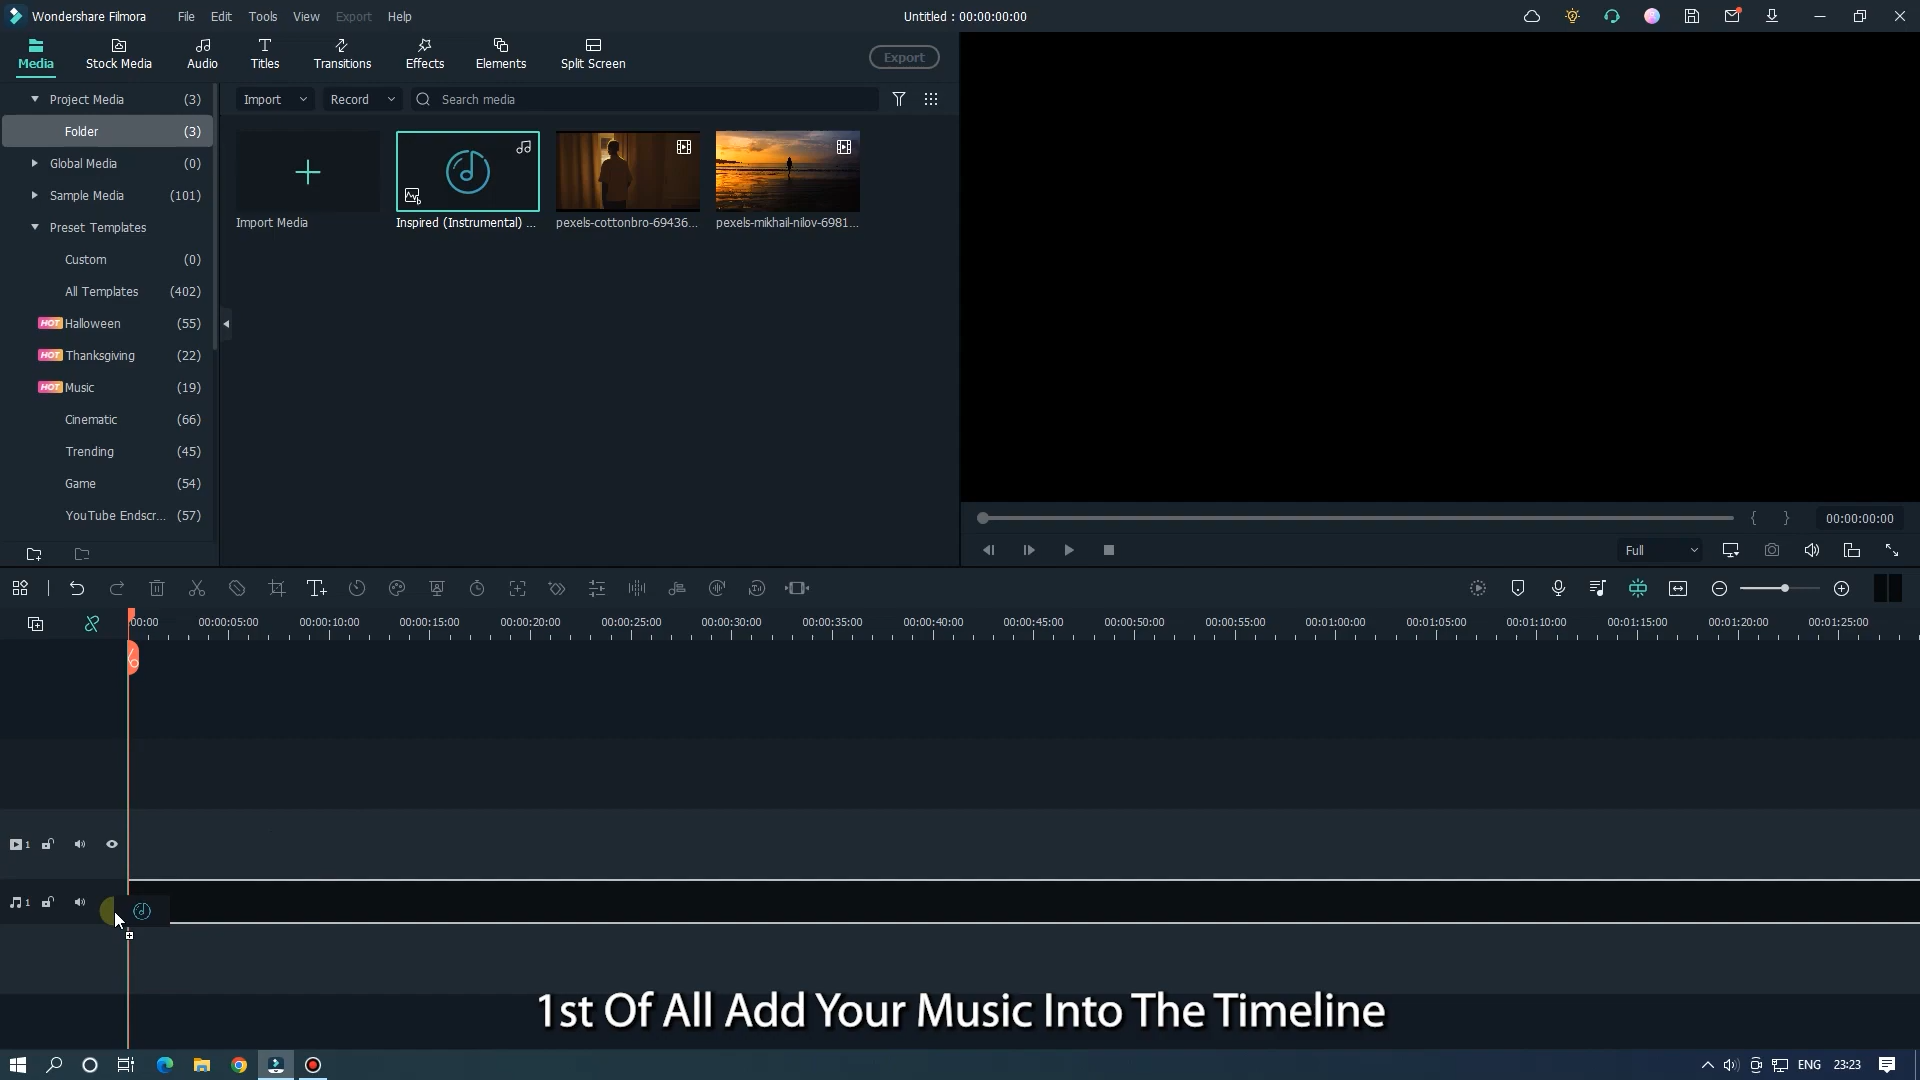 Wondershare Filmora File Edit Tools View Export Help Untitled : 00:00:00:00
Media Stock Media Audio Titles Transitions Effects Elements Split Screen Export
Project Media (3)
Folder (3)
Global Media (0)
Sample Media (101)
Preset Templates
Custom (0)
All Templates (402)
HOT Halloween (55)
HOT Thanksgiving (22)
HOT Music (19)
Cinematic (66)
Trending (45)
Game (54)
YouTube Endscr... (57)
Import Record Search media
Import Media Inspired (Instrumental) ... pexels-cottonbro-69436... pexels-mikhail-nilov-6981...
{ } 00:00:00:00
Full
00:00 00:00:05:00 00:00:10:00 00:00:15:00 00:00:20:00 00:00:25:00 00:00:30:00 00:00:35:00 00:00:40:00 00:00:45:00 00:00:50:00 00:00:55:00 00:01:00:00 00:01:05:00 00:01:10:00 00:01:15:00 00:01:20:00 00:01:25:00
1
1
1st Of All Add Your Music Into The Timeline
ENG 23:23